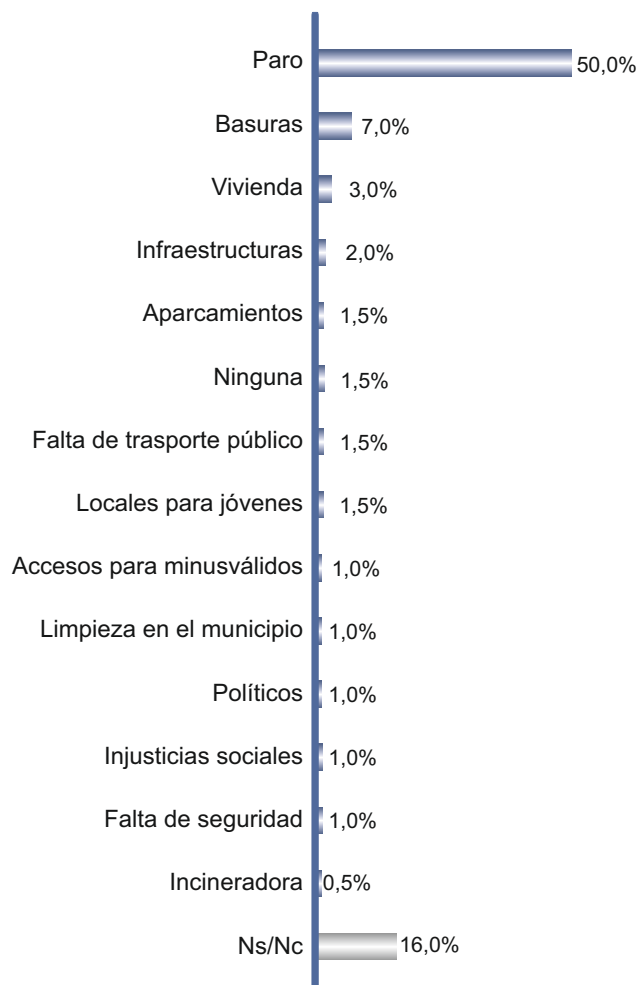 Paro 50,0%
Basuras 7,0%
Vivienda 3,0%
Infraestructuras 2,0%
Aparcamientos 1,5%
Ninguna 1,5%
Falta de trasporte público 1,5%
Locales para jóvenes 1,5%
Accesos para minusválidos 1,0%
Limpieza en el municipio 1,0%
Políticos 1,0%
Injusticias sociales 1,0%
Falta de seguridad 1,0%
Incineradora 0,5%
Ns/Nc 16,0%